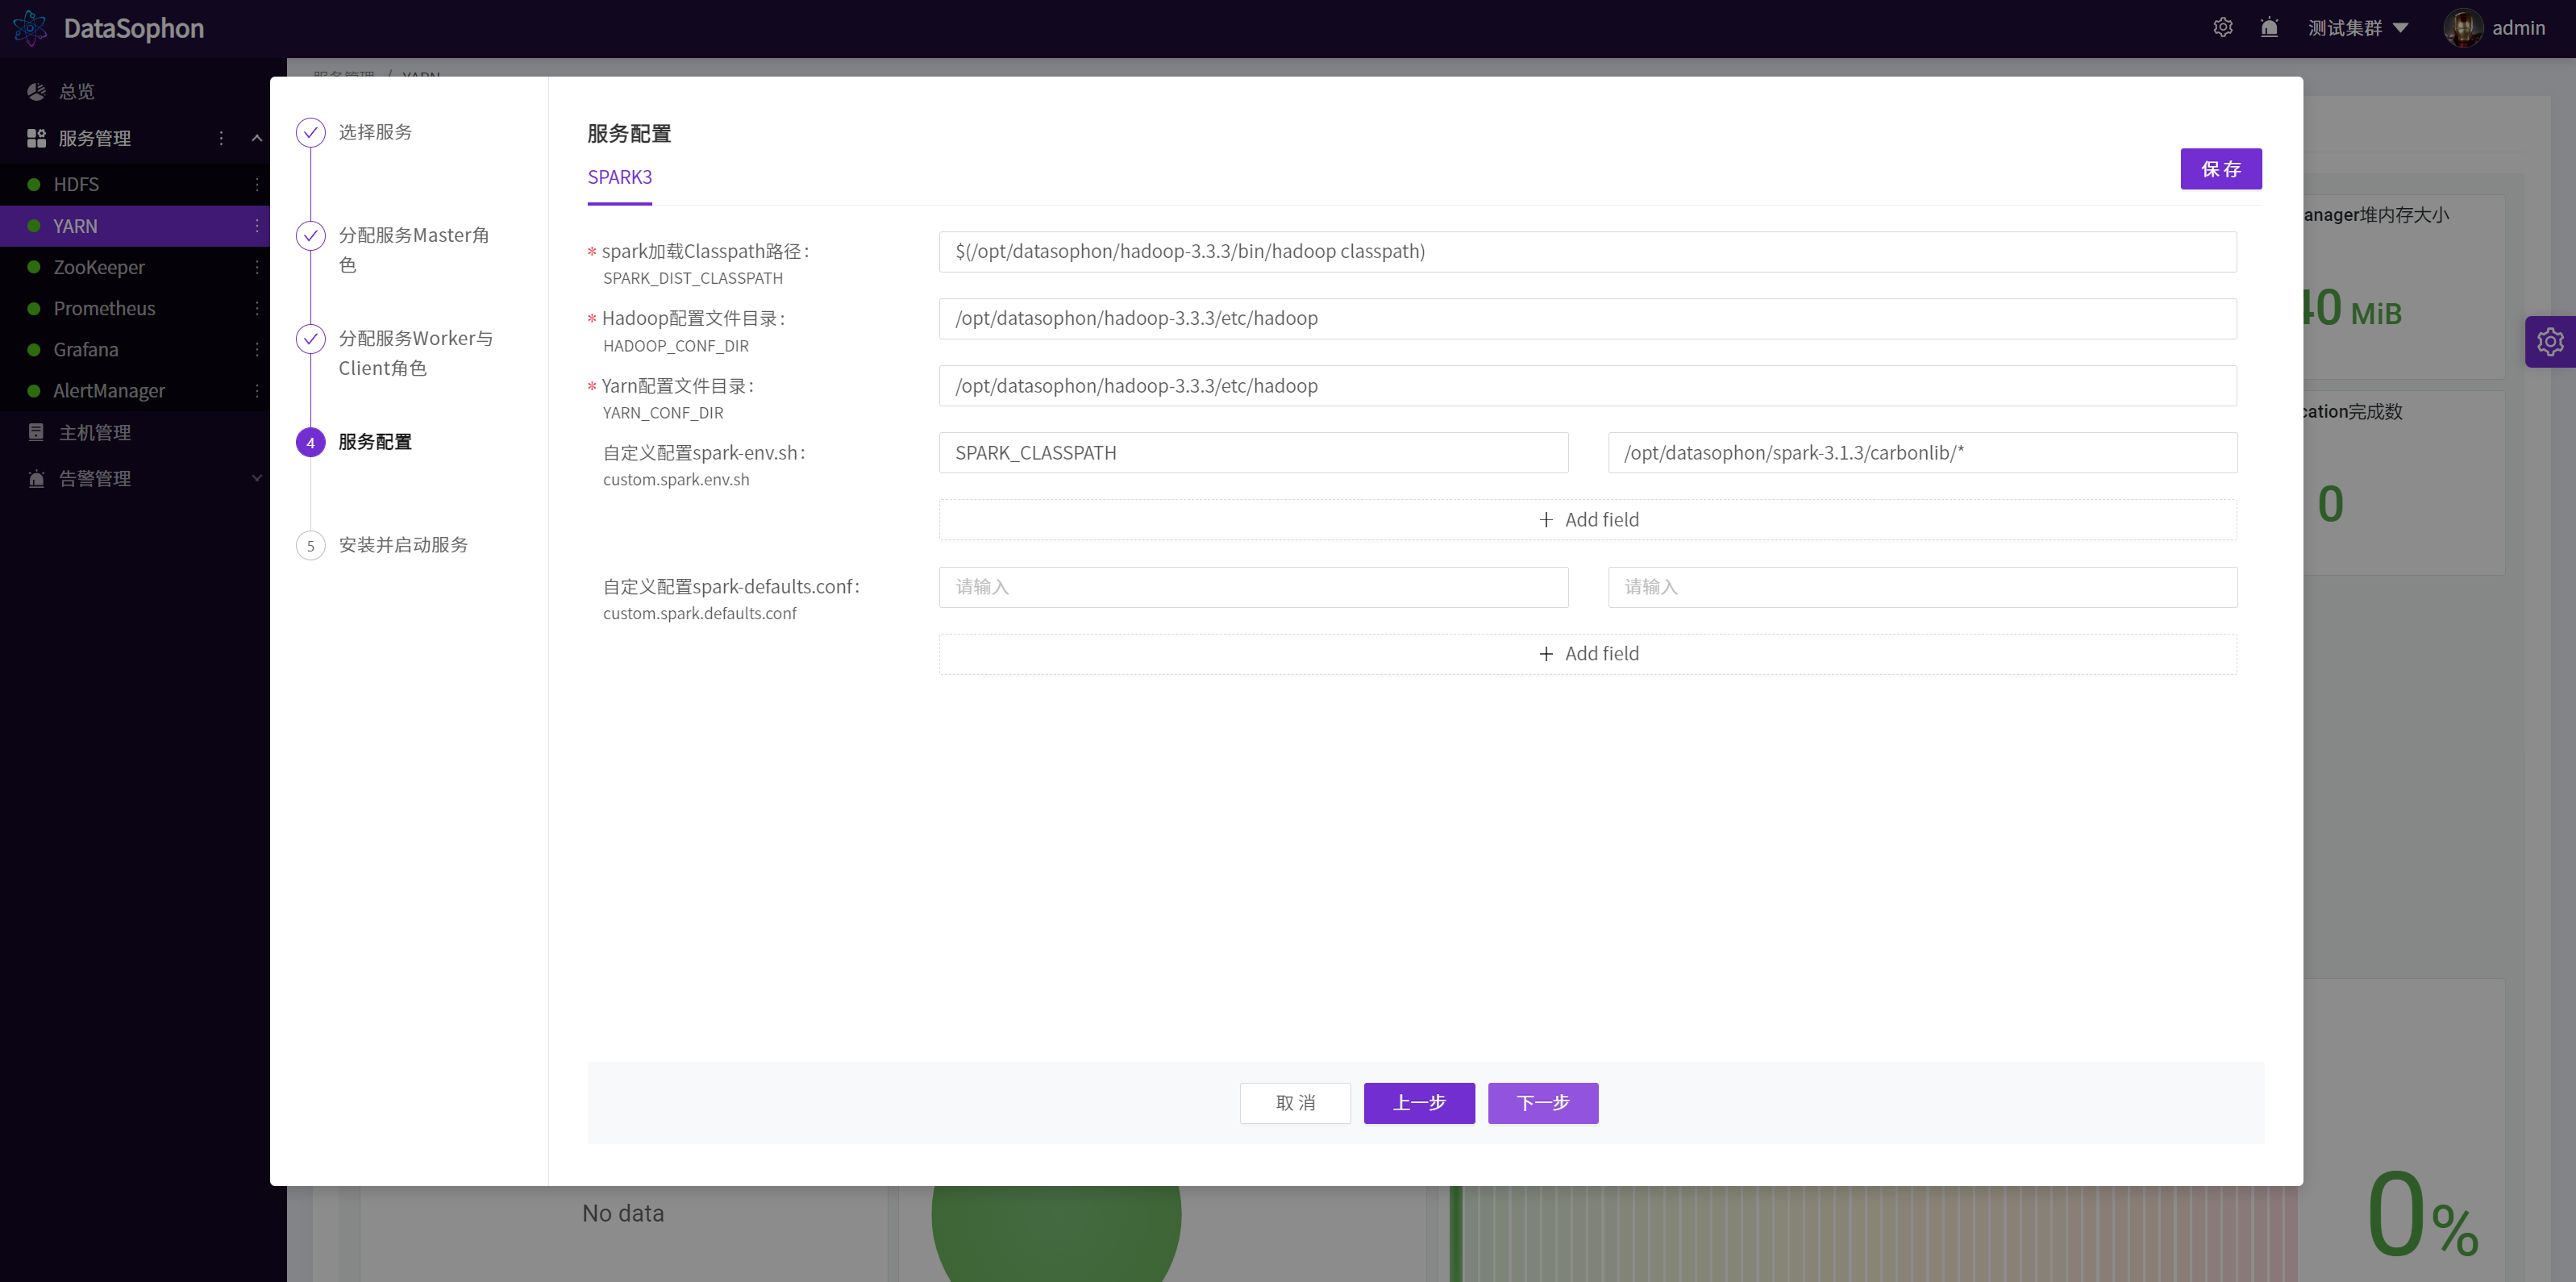 DataSophon
测试集群
admin
总览
服务管理
HDFS
YARN
ZooKeeper
Prometheus
Grafana
AlertManager
主机管理
告警管理
服务管理 / YARN
选择服务
分配服务Master角
色
分配服务Worker与
Client角色
4 服务配置
5 安装并启动服务
服务配置
SPARK3
保 存
* spark加载Classpath路径:
SPARK_DIST_CLASSPATH
$(/opt/datasophon/hadoop-3.3.3/bin/hadoop classpath)
* Hadoop配置文件目录:
HADOOP_CONF_DIR
/opt/datasophon/hadoop-3.3.3/etc/hadoop
* Yarn配置文件目录:
YARN_CONF_DIR
/opt/datasophon/hadoop-3.3.3/etc/hadoop
自定义配置spark-env.sh:
custom.spark.env.sh
SPARK_CLASSPATH
/opt/datasophon/spark-3.1.3/carbonlib/*
+ Add field
自定义配置spark-defaults.conf:
custom.spark.defaults.conf
请输入
请输入
+ Add field
取 消
上一步
下一步
anager堆内存大小
40 MiB
cation完成数
0
No data
0%